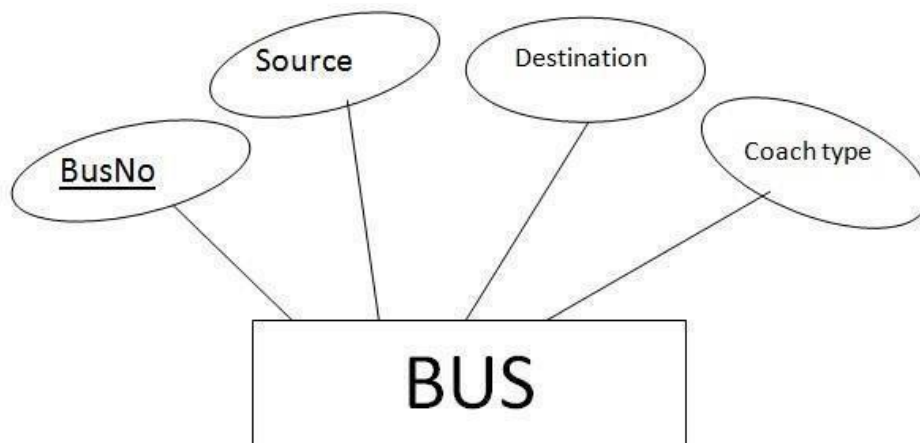 Source
Destination
BusNo
Coach type
BUS